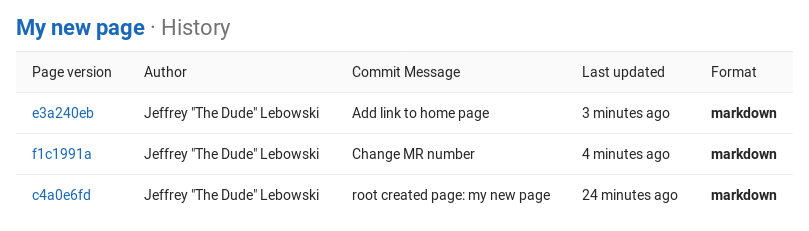 My new page · History
Page version Author Commit Message Last updated Format
e3a240eb Jeffrey "The Dude" Lebowski Add link to home page 3 minutes ago markdown
f1c1991a Jeffrey "The Dude" Lebowski Change MR number 4 minutes ago markdown
c4a0e6fd Jeffrey "The Dude" Lebowski root created page: my new page 24 minutes ago markdown